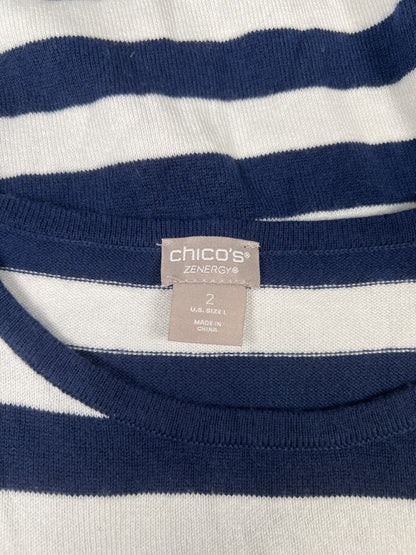 chico's®
ZENERGY®
2
U.S. SIZE L
MADE IN
CHINA